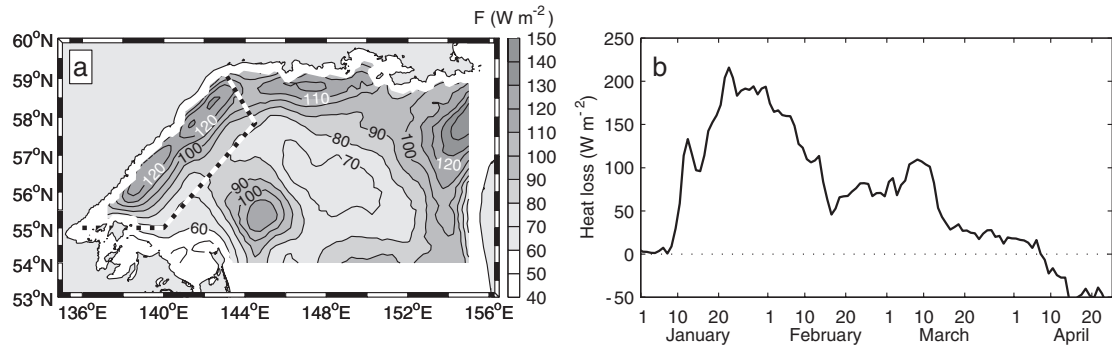 F (W m-2)
a
60°N
59°N
58°N
57°N
56°N
55°N
54°N
53°N
136°E
140°E
144°E
148°E
152°E
156°E
110
120
100
120
90
80
70
90
100
60
100
120
150
130
120
110
100
90
80
70
60
50
40
b
Heat loss (W m-2)
250
200
150
100
50
0
-50
1 10 20 1 10 20 1 10 20 1 10 20
January February March April